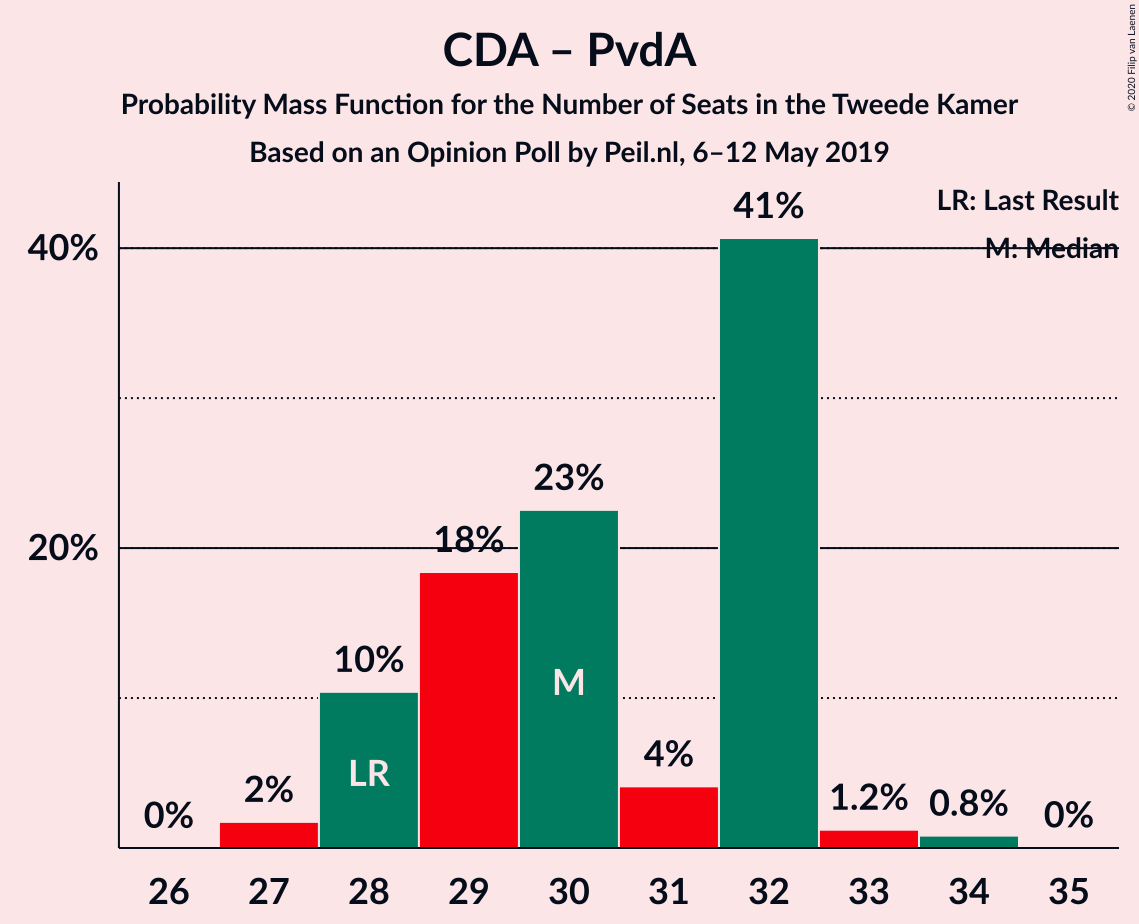 CDA – PvdA
Probability Mass Function for the Number of Seats in the Tweede Kamer
Based on an Opinion Poll by Peil.nl, 6–12 May 2019
© 2020 Filip van Laenen
LR: Last Result
M: Median
40%
20%
0%
2%
10%
18%
23%
4%
41%
1.2%
0.8%
0%
LR
M
26 27 28 29 30 31 32 33 34 35